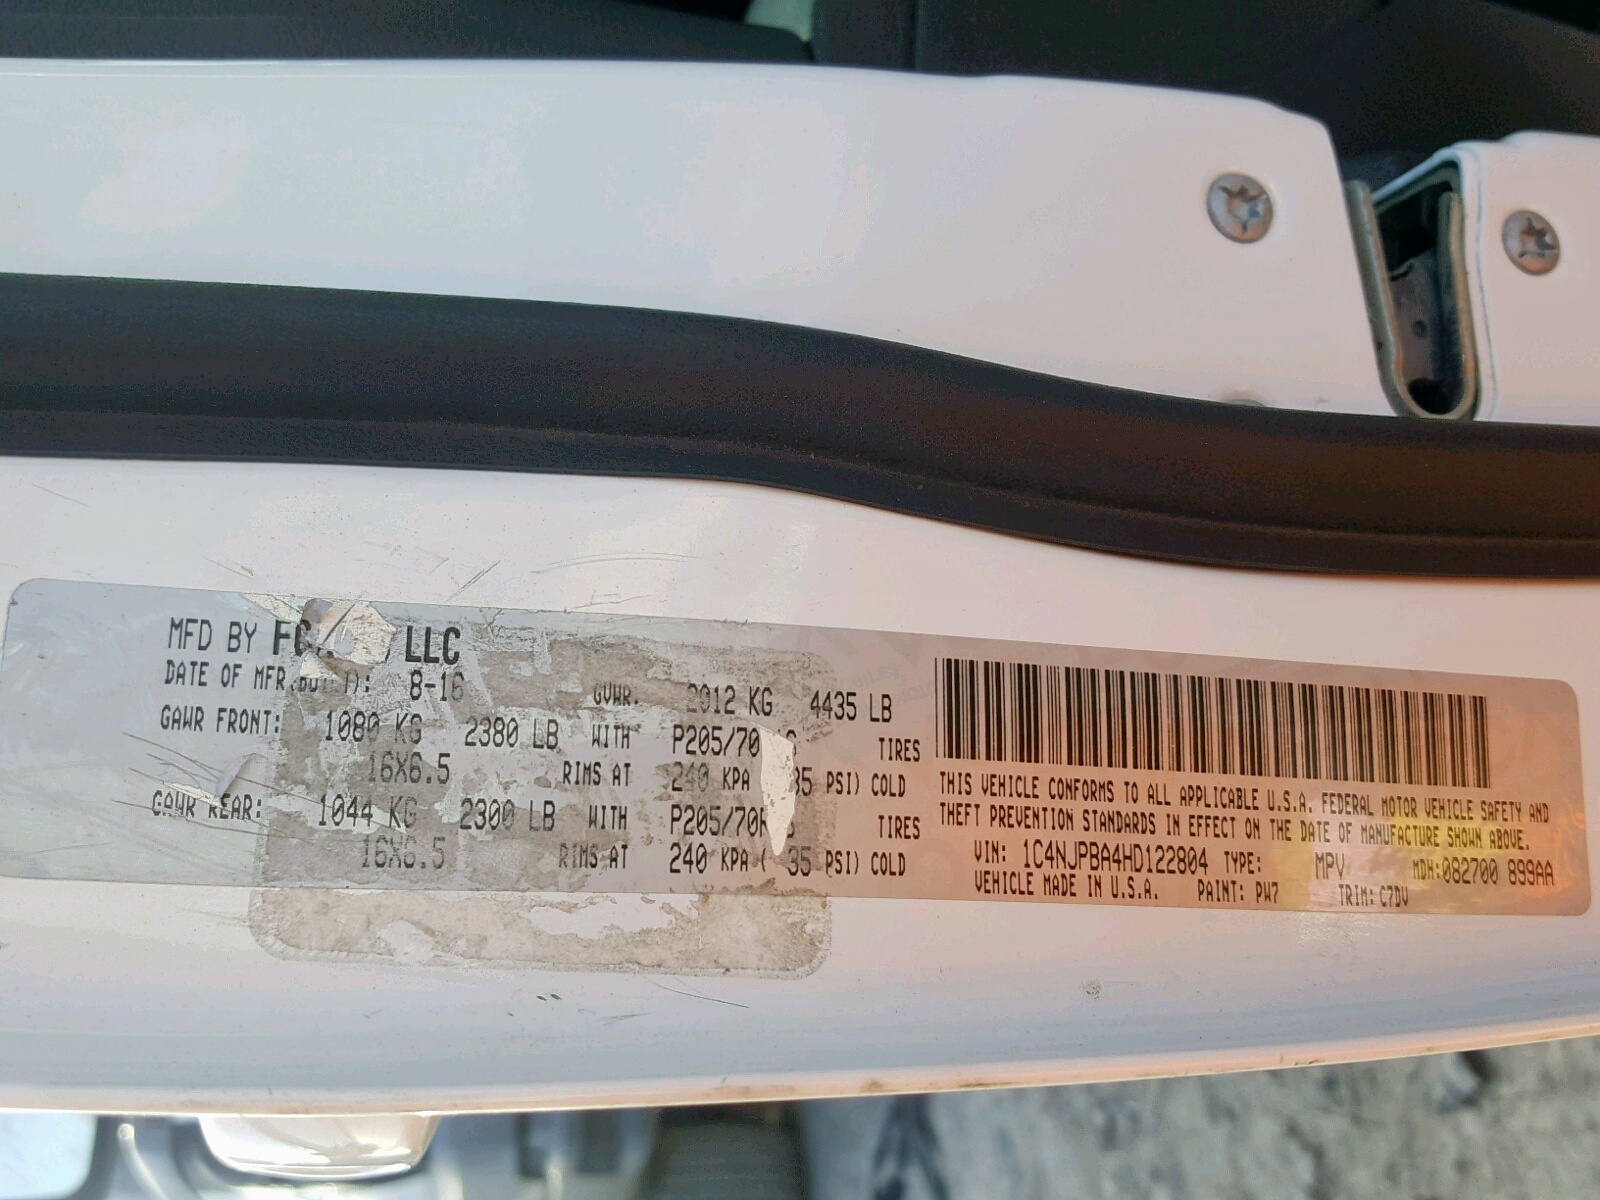 MFD BY LLC
DATE OF MFR 8-16 GVWR: 2012 KG 4435 LB
GAWR FRONT: 1080 KG 2380 LB WITH P205/70 TIRES
16X6.5 RIMS AT 240 KPA 35 PSI) COLD
GAWR REAR: 1044 KG 2300 LB WITH TIRES
16X6.5 RIMS AT 240 KPA ( 35 PSI) COLD
THIS VEHICLE CONFORMS TO ALL APPLICABLE U.S.A. FEDERAL MOTOR VEHICLE SAFETY AND
THEFT PREVENTION STANDARDS IN EFFECT ON THE DATE OF MANUFACTURE SHOWN ABOVE.
VIN: 1C4NJPBA4HD122804 TYPE: MPV MDH:082700 899AA
VEHICLE MADE IN U.S.A. PAINT: PW7 TRIM: C7DV